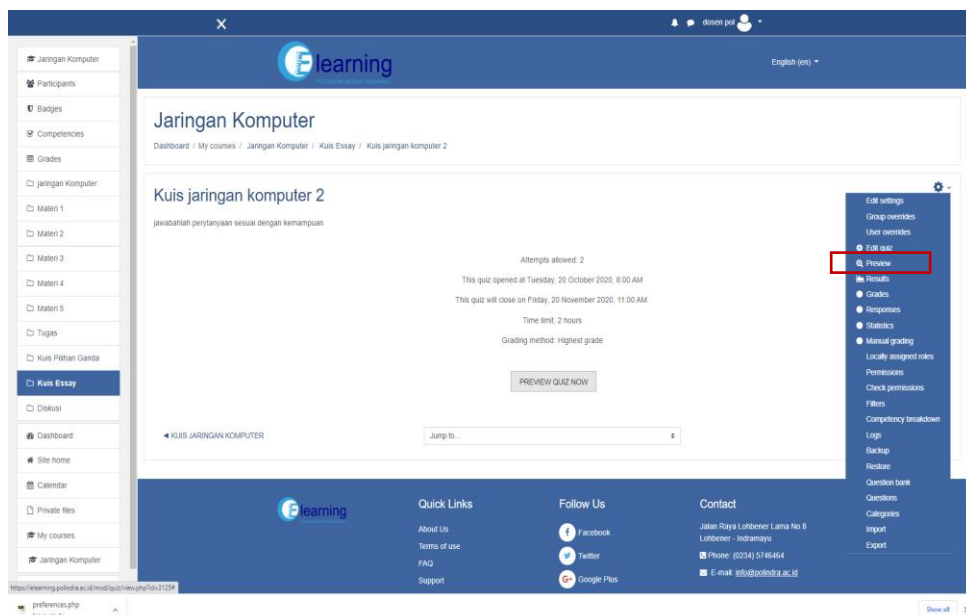 dosen pol
Elearning
English (en)
Jaringan Komputer
Participants
Badges
Competencies
Grades
jaringan Komputer
Materi 1
Materi 2
Materi 3
Materi 4
Materi 5
Tugas
Kuis Pilihan Ganda
Kuis Essay
Diskusi
Dashboard
Site home
Calendar
Private files
My courses
Jaringan Komputer
Jaringan Komputer
Dashboard / My courses / Jaringan Komputer / Kuis Essay / Kuis jaringan komputer 2
Kuis jaringan komputer 2
jawabahlah perytanyaan sesuai dengan kemampuan
Attempts allowed: 2
This quiz opened at Tuesday, 20 October 2020, 8:00 AM
This quiz will close on Friday, 20 November 2020, 11:00 AM.
Time limit: 2 hours
Grading method: Highest grade
PREVIEW QUIZ NOW
◄ KUIS JARINGAN KOMPUTER
Jump to...
Edit settings
Group overrides
User overrides
Edit quiz
Preview
Results
Grades
Responses
Statistics
Manual grading
Locally assigned roles
Permissions
Check permissions
Filters
Competency breakdown
Logs
Backup
Restore
Question bank
Questions
Categories
Import
Export
Elearning
Quick Links
About Us
Terms of use
FAQ
Support
Follow Us
Facebook
Twitter
Google Plus
Contact
Jalan Raya Lohbener Lama No 8
Lohbener - Indramayu
Phone: (0234) 5746464
E-mail: info@polindra.ac.id
https://elearning.polindra.ac.id/mod/quiz/view.php?id=3125#
preferences.php
Show all